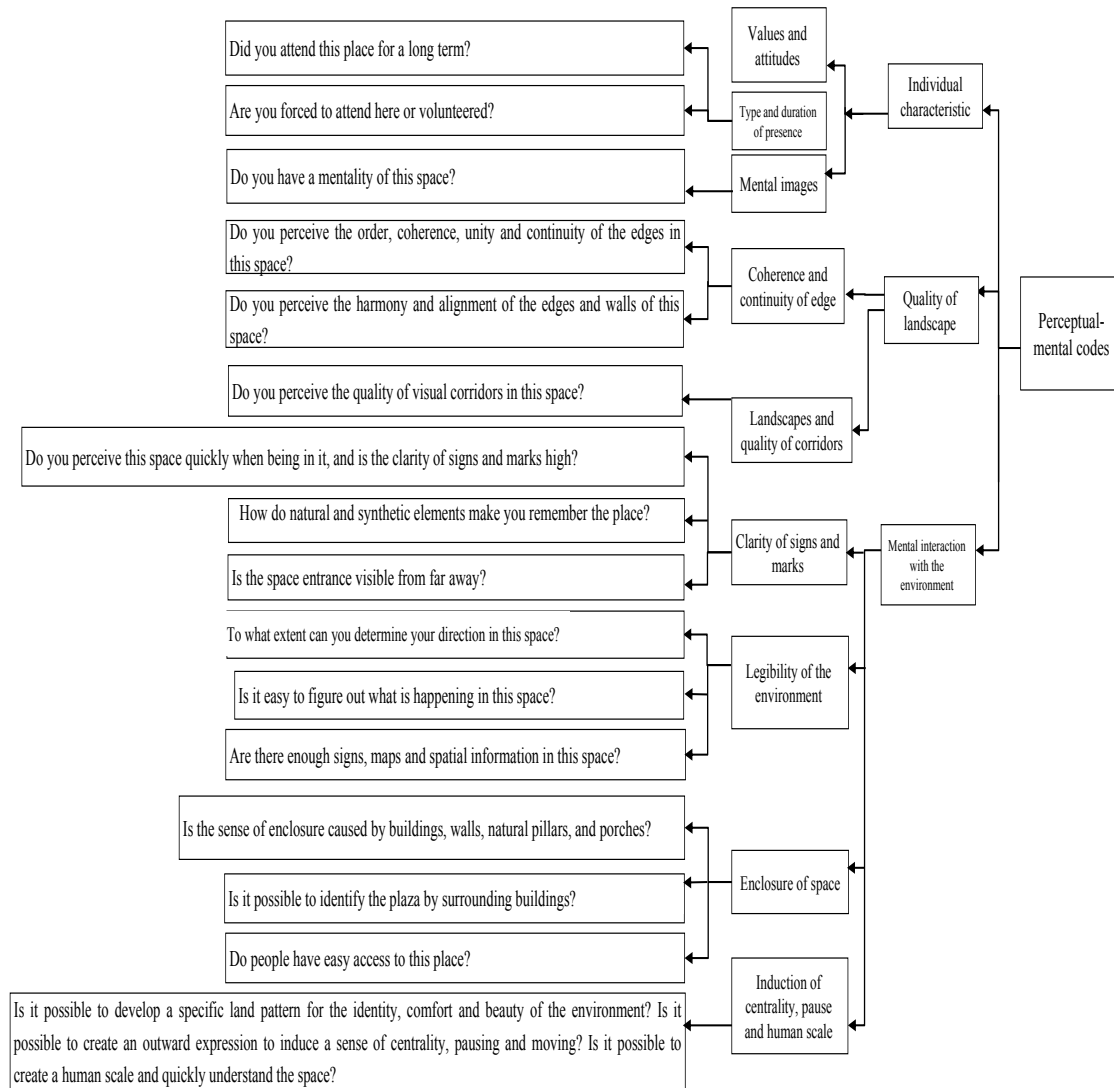 Did you attend this place for a long term?
Are you forced to attend here or volunteered?
Do you have a mentality of this space?
Do you perceive the order, coherence, unity and continuity of the edges in
this space?
Do you perceive the harmony and alignment of the edges and walls of this
space?
Do you perceive the quality of visual corridors in this space?
Do you perceive this space quickly when being in it, and is the clarity of signs and marks high?
How do natural and synthetic elements make you remember the place?
Is the space entrance visible from far away?
To what extent can you determine your direction in this space?
Is it easy to figure out what is happening in this space?
Are there enough signs, maps and spatial information in this space?
Is the sense of enclosure caused by buildings, walls, natural pillars, and porches?
Is it possible to identify the plaza by surrounding buildings?
Do people have easy access to this place?
Is it possible to develop a specific land pattern for the identity, comfort and beauty of the environment? Is it
possible to create an outward expression to induce a sense of centrality, pausing and moving? Is it possible to
create a human scale and quickly understand the space?
Values and
attitudes
Type and duration
of presence
Mental images
Coherence and
continuity of edge
Landscapes and
quality of corridors
Clarity of signs and
marks
Legibility of the
environment
Enclosure of space
Induction of
centrality, pause
and human scale
Individual
characteristic
Quality of
landscape
Mental interaction
with the
environment
Perceptual-
mental codes